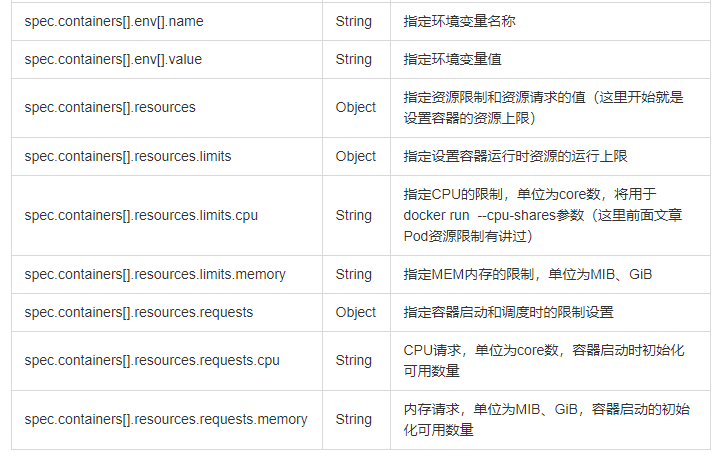 spec.containers[].env[].name String 指定环境变量名称
spec.containers[].env[].value String 指定环境变量值
spec.containers[].resources Object 指定资源限制和资源请求的值（这里开始就是
设置容器的资源上限）
spec.containers[].resources.limits Object 指定设置容器运行时资源的运行上限
spec.containers[].resources.limits.cpu String 指定CPU的限制，单位为core数，将用于
docker run --cpu-shares参数（这里前面文章
Pod资源限制有讲过）
spec.containers[].resources.limits.memory String 指定MEM内存的限制，单位为MIB、GiB
spec.containers[].resources.requests Object 指定容器启动和调度时的限制设置
spec.containers[].resources.requests.cpu String CPU请求，单位为core数，容器启动时初始化
可用数量
spec.containers[].resources.requests.memory String 内存请求，单位为MIB、GiB，容器启动的初始
化可用数量